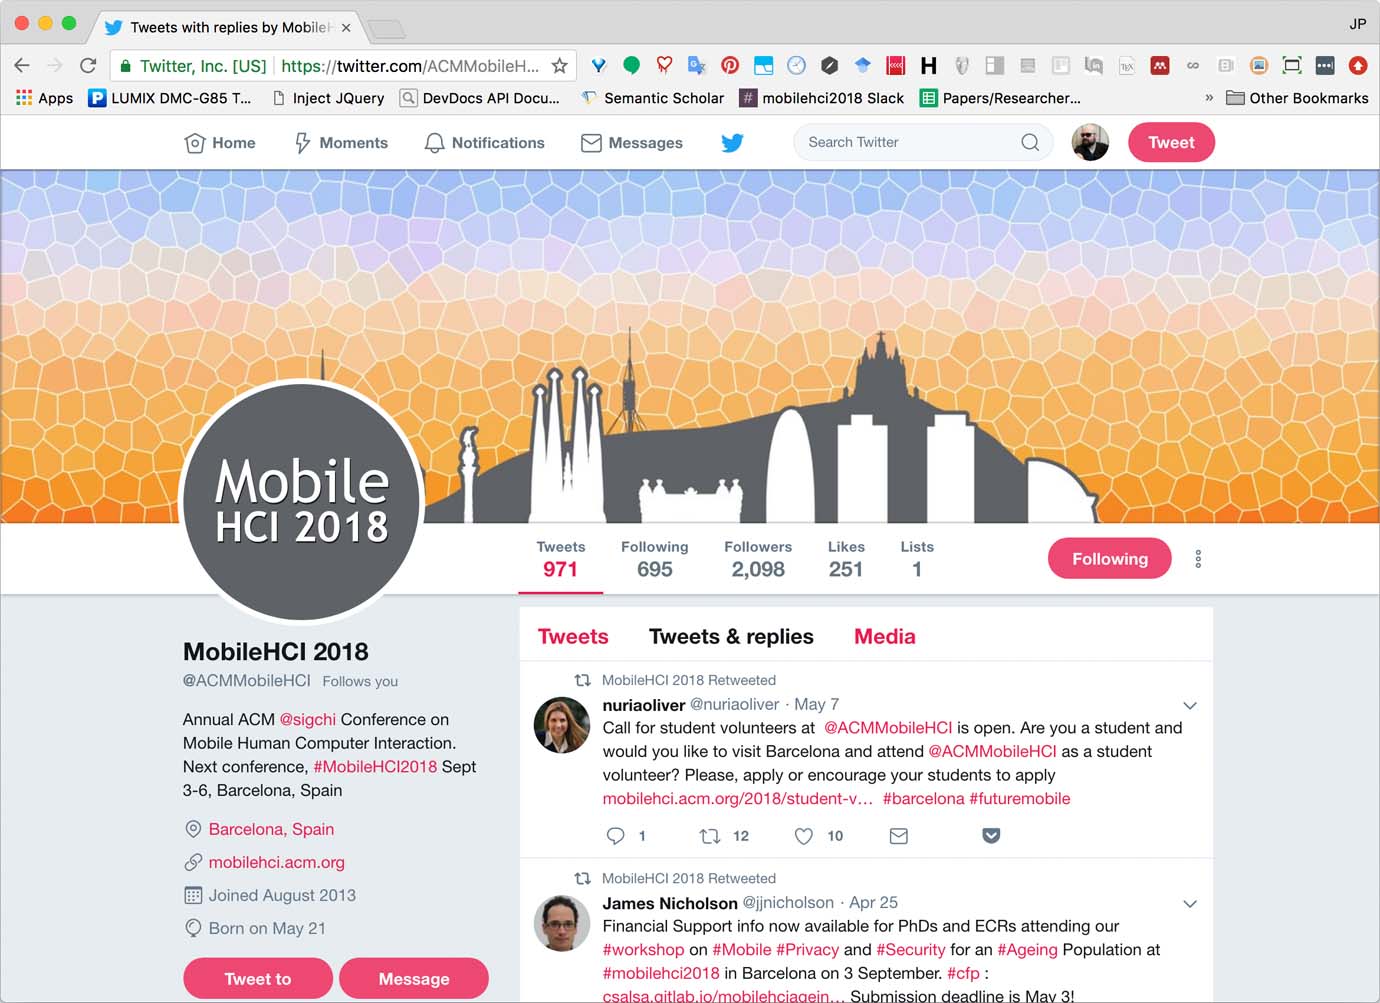 Tweets with replies by MobileH
JP
Twitter, Inc. [US]
https://twitter.com/ACMMobileH...
Apps
LUMIX DMC-G85 T...
Inject JQuery
DevDocs API Docu...
Semantic Scholar
mobilehci2018 Slack
Papers/Researcher...
»
Other Bookmarks
Home
Moments
Notifications
Messages
Search Twitter
Tweet
Mobile
HCI 2018
Tweets
971
Following
695
Followers
2,098
Likes
251
Lists
1
Following
MobileHCI 2018
@ACMMobileHCI Follows you
Annual ACM @sigchi Conference on
Mobile Human Computer Interaction.
Next conference, #MobileHCI2018 Sept
3-6, Barcelona, Spain
Barcelona, Spain
mobilehci.acm.org
Joined August 2013
Born on May 21
Tweet to
Message
Tweets
Tweets & replies
Media
MobileHCI 2018 Retweeted
nuriaoliver @nuriaoliver · May 7
Call for student volunteers at @ACMMobileHCI is open. Are you a student and
would you like to visit Barcelona and attend @ACMMobileHCI as a student
volunteer? Please, apply or encourage your students to apply
mobilehci.acm.org/2018/student-v… #barcelona #futuremobile
1
12
10
MobileHCI 2018 Retweeted
James Nicholson @jjnicholson · Apr 25
Financial Support info now available for PhDs and ECRs attending our
#workshop on #Mobile #Privacy and #Security for an #Ageing Population at
#mobilehci2018 in Barcelona on 3 September. #cfp :
csalsa.gitlab.io/mobilehciagein… Submission deadline is May 3!